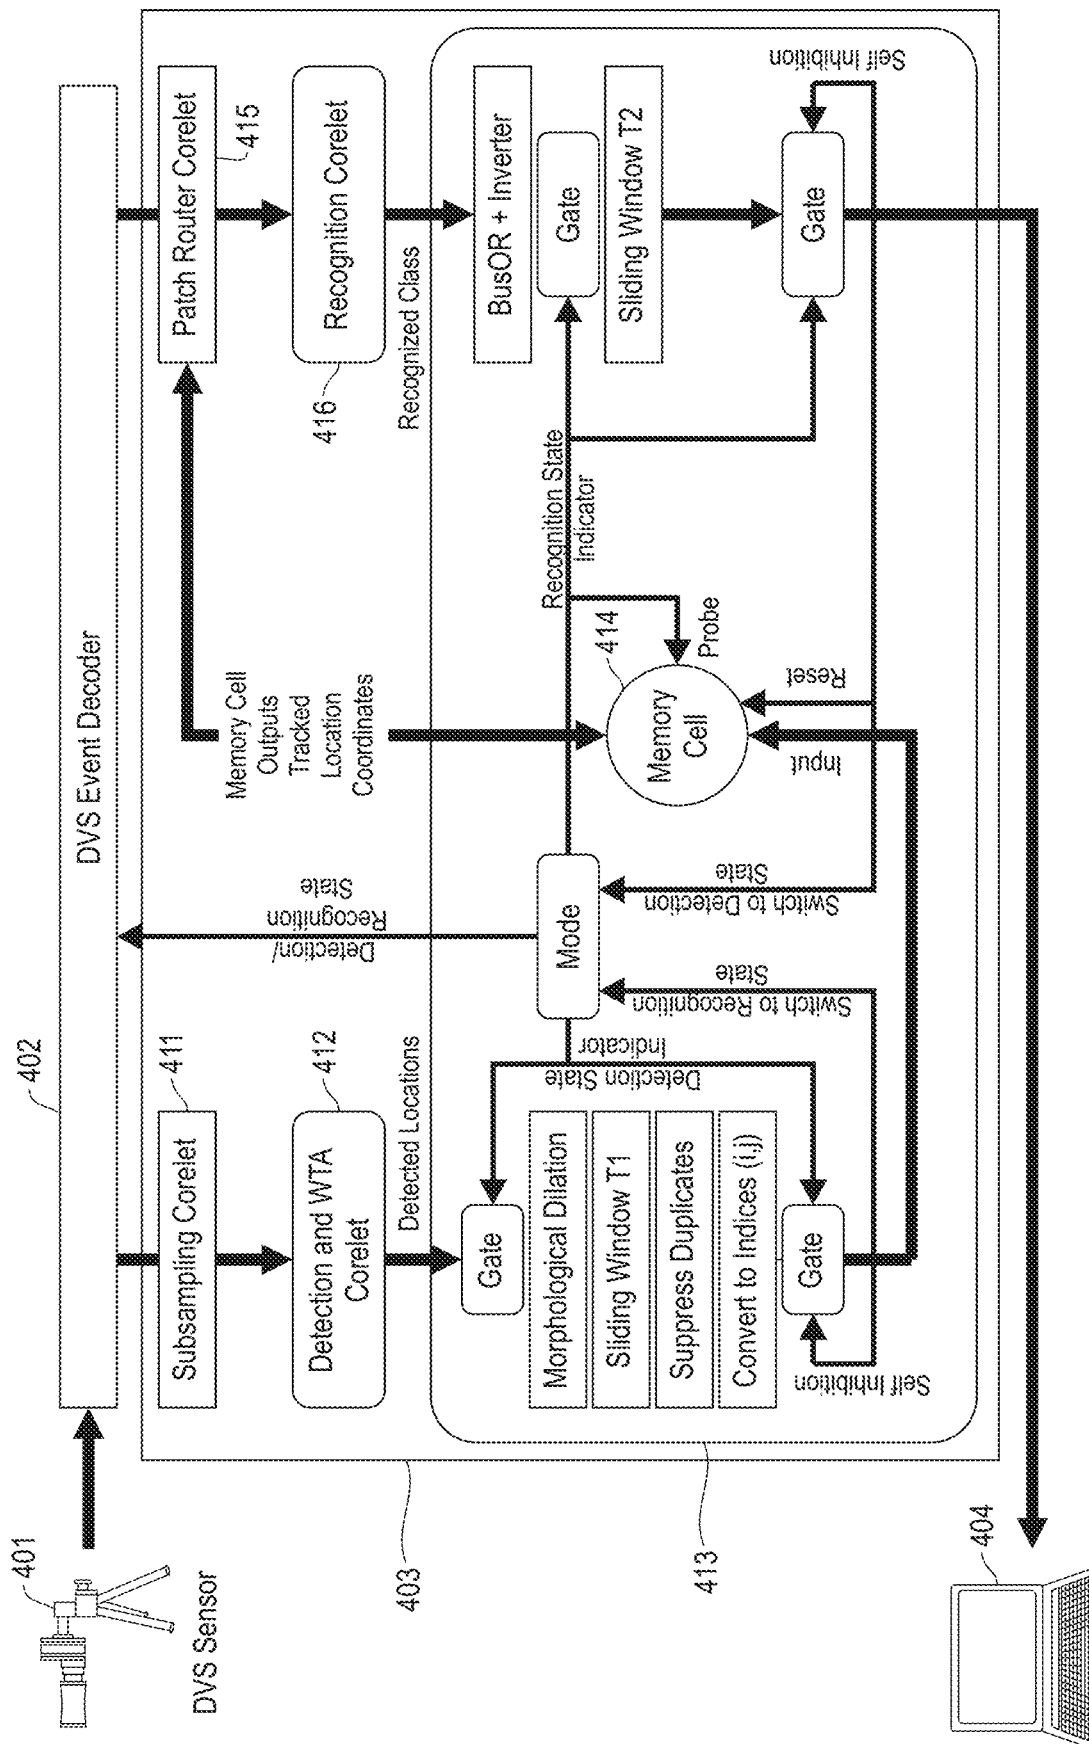 401
DVS Sensor
402
DVS Event Decoder
411
Subsampling Corelet
412
Detection and WTA
Corelet
Detected Locations
Gate
Morphological Dilation
Sliding Window T1
Suppress Duplicates
Convert to Indices (i,j)
Gate
Self Inhibition
Detection State
Indicator
Switch to Recognition
State
Mode
Detection/
Recognition
State
Switch to Detection
State
Memory Cell
Outputs
Tracked
Location
Coordinates
414
Memory
Cell
Probe
Reset
Input
Recognition State
Indicator
Patch Router Corelet
415
Recognition Corelet
416
Recognized Class
BusOR + Inverter
Gate
Sliding Window T2
Gate
Self Inhibition
403
413
404